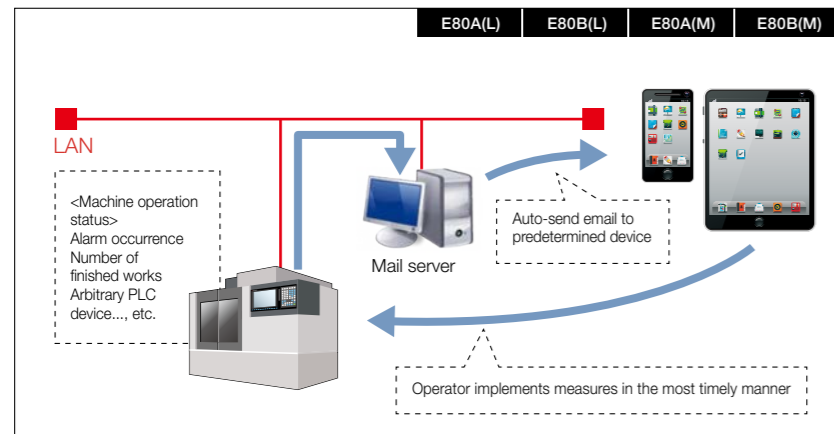 E80A(L) E80B(L) E80A(M) E80B(M)
LAN
<Machine operation
status>
Alarm occurrence
Number of
finished works
Arbitrary PLC
device..., etc.
Mail server
Auto-send email to
predetermined device
Operator implements measures in the most timely manner